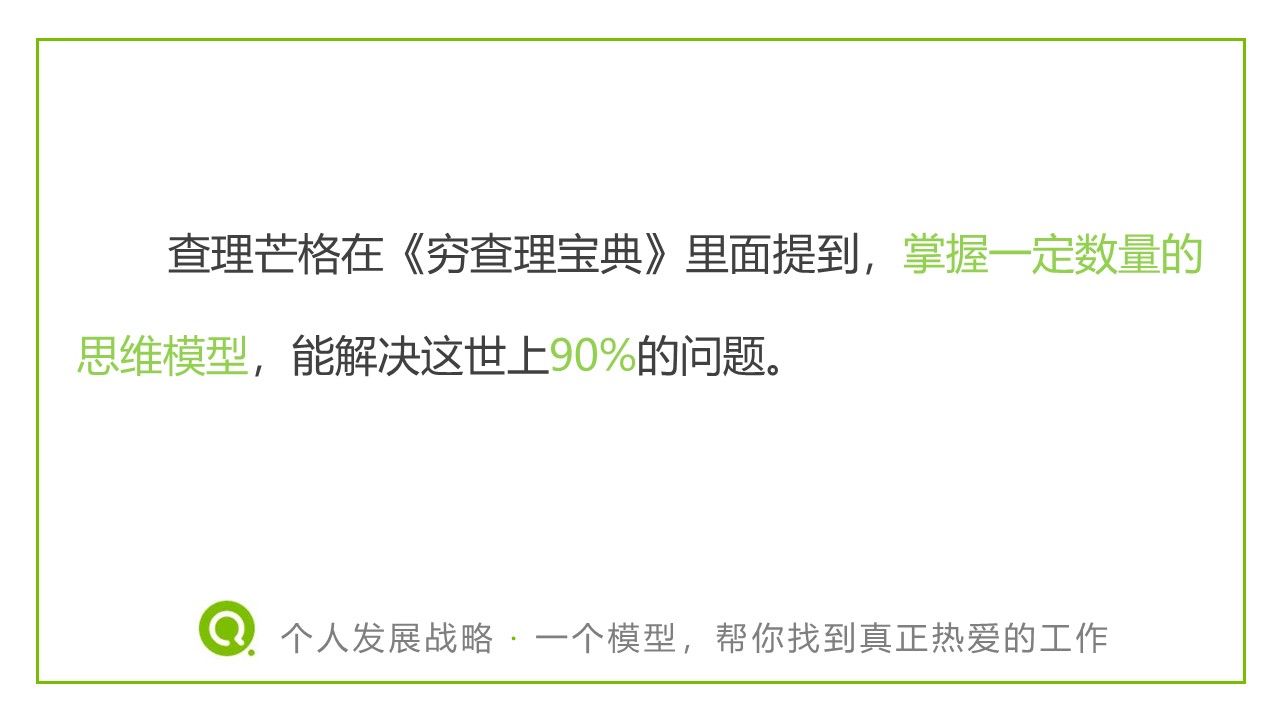 查理芒格在《穷查理宝典》里面提到，掌握一定数量的
思维模型，能解决这世上90%的问题。
个人发展战略 · 一个模型，帮你找到真正热爱的工作